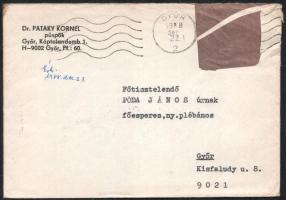 Dr. PATAKY KORNÉL
püspök
Győr, Káptalandomb 1.
H-9002 Győr, Pf.: 60.
GYŐR
2
Főtisztelendő
PÓDA JÁNOS úrnak
főesperes,ny.plébános
Győr
Kisfaludy u. 8.
9021